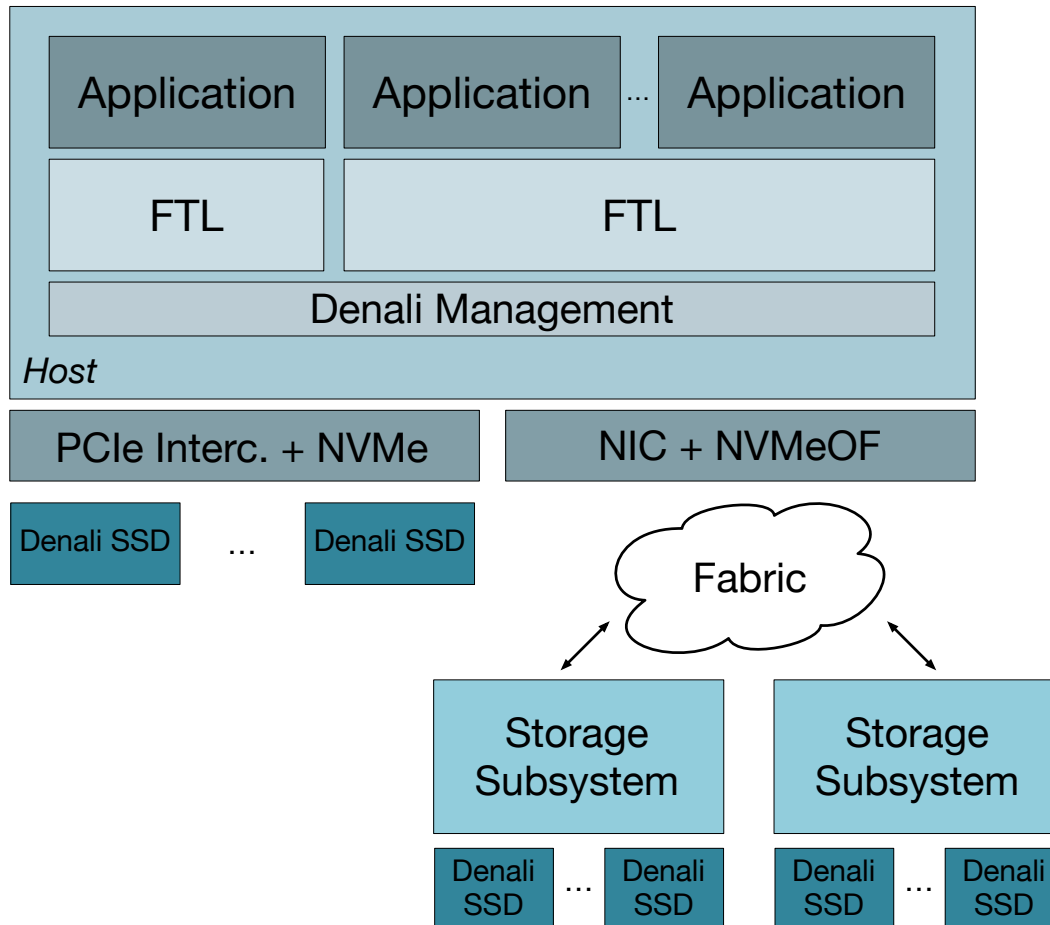 Application
Application
...
Application
FTL
FTL
Denali Management
Host
PCIe Interc. + NVMe
NIC + NVMeOF
Denali SSD
...
Denali SSD
Fabric
Storage
Subsystem
Storage
Subsystem
Denali
SSD
...
Denali
SSD
Denali
SSD
...
Denali
SSD